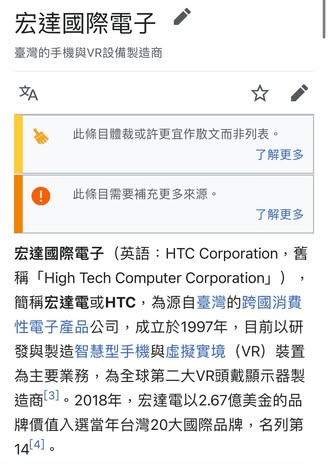 宏達國際電子
臺灣的手機與VR設備製造商
此條目體裁或許更宜作散文而非列表。
了解更多
此條目需要補充更多來源。
了解更多
宏達國際電子（英語：HTC Corporation，舊
稱「High Tech Computer Corporation」），
簡稱宏達電或HTC，為源自臺灣的跨國消費
性電子產品公司，成立於1997年，目前以研
發與製造智慧型手機與虛擬實境（VR）裝置
為主要業務，為全球第二大VR頭戴顯示器製
造商[3]。2018年，宏達電以2.67億美金的品
牌價值入選當年台灣20大國際品牌，名列第
14[4]。